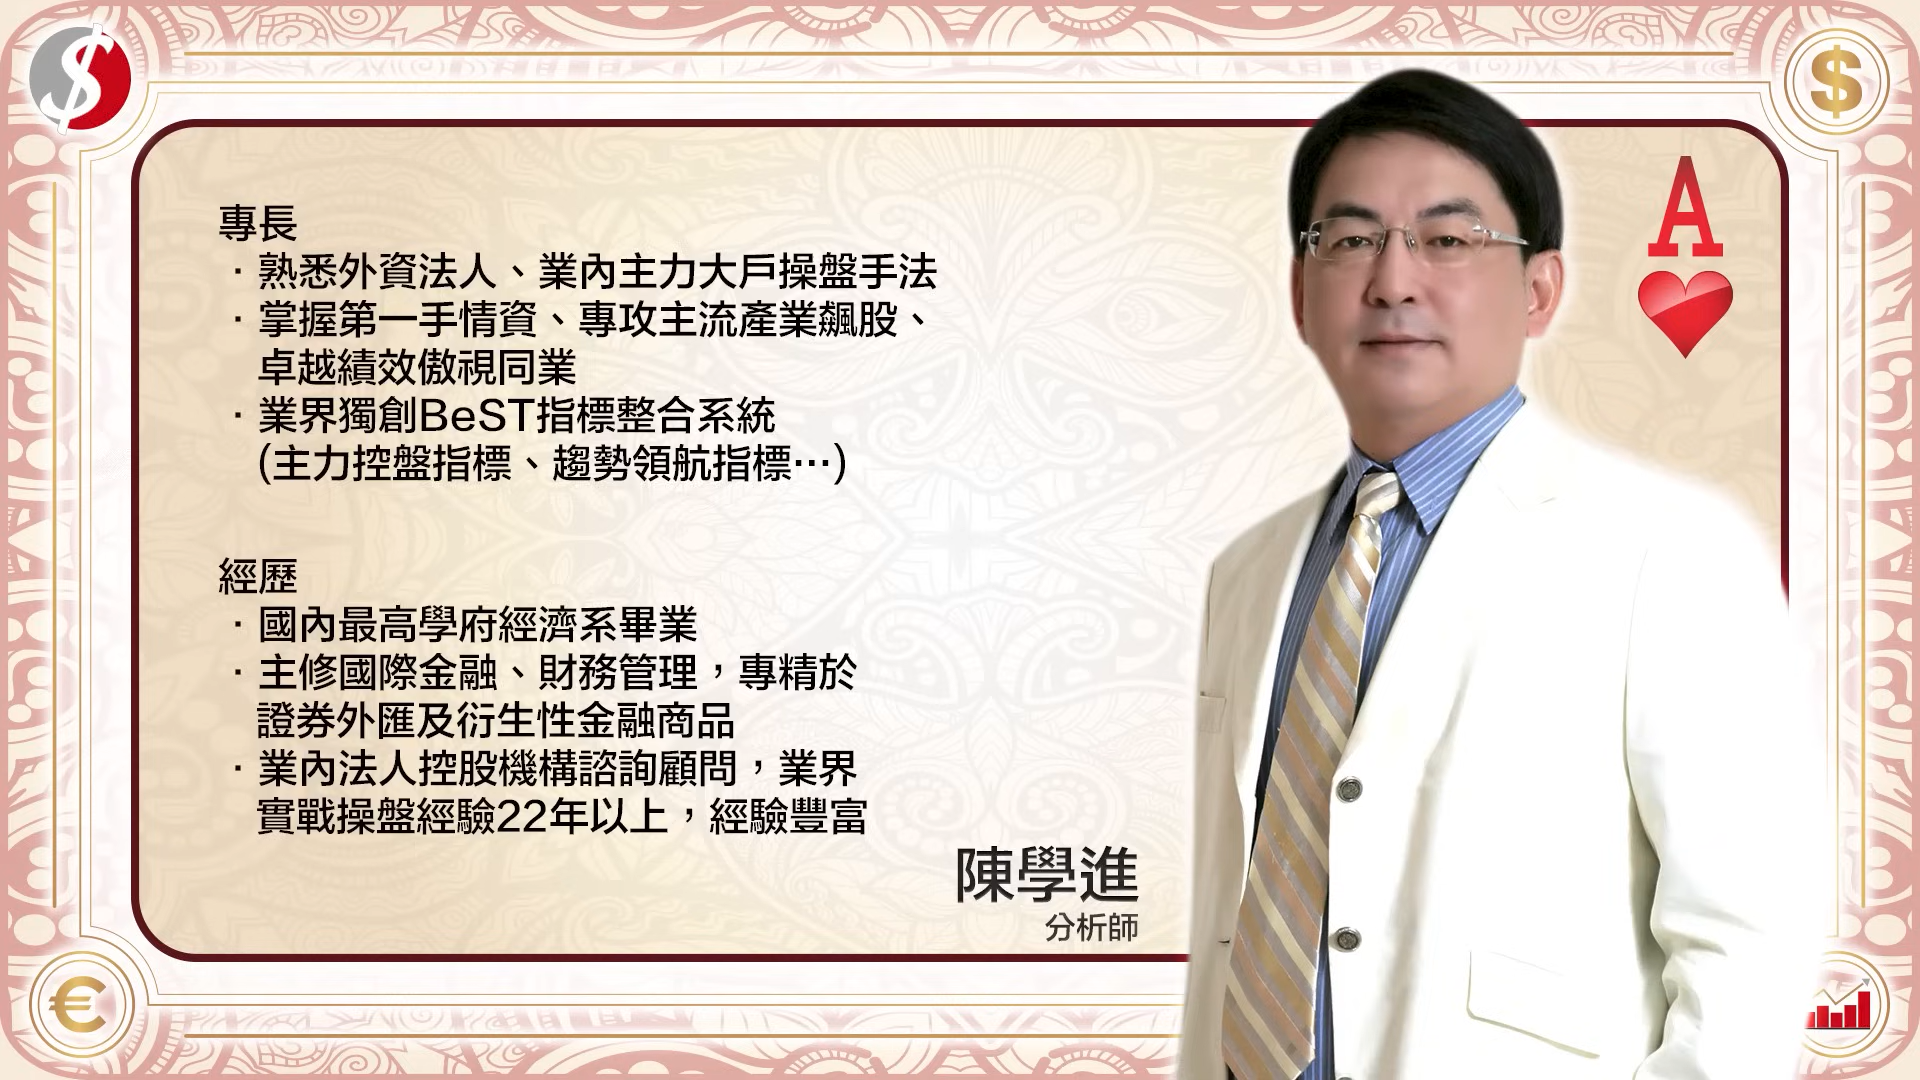 專長
．熟悉外資法人、業內主力大戶操盤手法
．掌握第一手情資、專攻主流產業飆股、
卓越績效傲視同業
．業界獨創BeST指標整合系統
(主力控盤指標、趨勢領航指標…)
經歷
．國內最高學府經濟系畢業
．主修國際金融、財務管理，專精於
證券外匯及衍生性金融商品
．業內法人控股機構諮詢顧問，業界
實戰操盤經驗22年以上，經驗豐富
陳學進
分析師
A
$
$
€